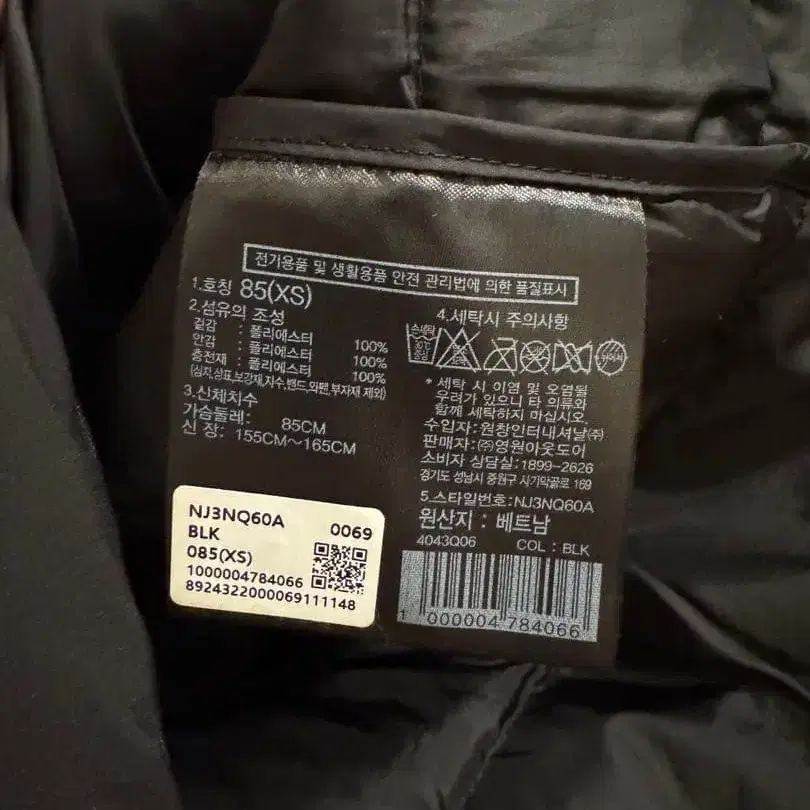 전기용품 및 생활용품 안전 관리법에 의한 품질표시
1.호칭 85(XS)
2.섬유의 조성
겉감 : 폴리에스터 100%
안감 : 폴리에스터 100%
충전재 : 폴리에스터 100%
(심지,상표,보강재,자수,밴드,와펜,부자재 제외)
3.신체치수
가슴둘레: 85CM
신 장: 155CM~165CM
4.세탁시 주의사항
손세탁
30℃
중성
* 세탁 시 이염 및 오염될
우려가 있으니 타 의류와
함께 세탁하지 마십시오.
수입자: 원창인터내셔날㈜
판매자:㈜영원아웃도어
소비자 상담실:1899-2626
경기도 성남시 중원구 사기막골로 169
5.스타일번호:NJ3NQ60A
원산지 : 베트남
4043Q06 COL : BLK
1 000004 784066
NJ3NQ60A 0069
BLK
085(XS)
1000004784066
8924322000069111148